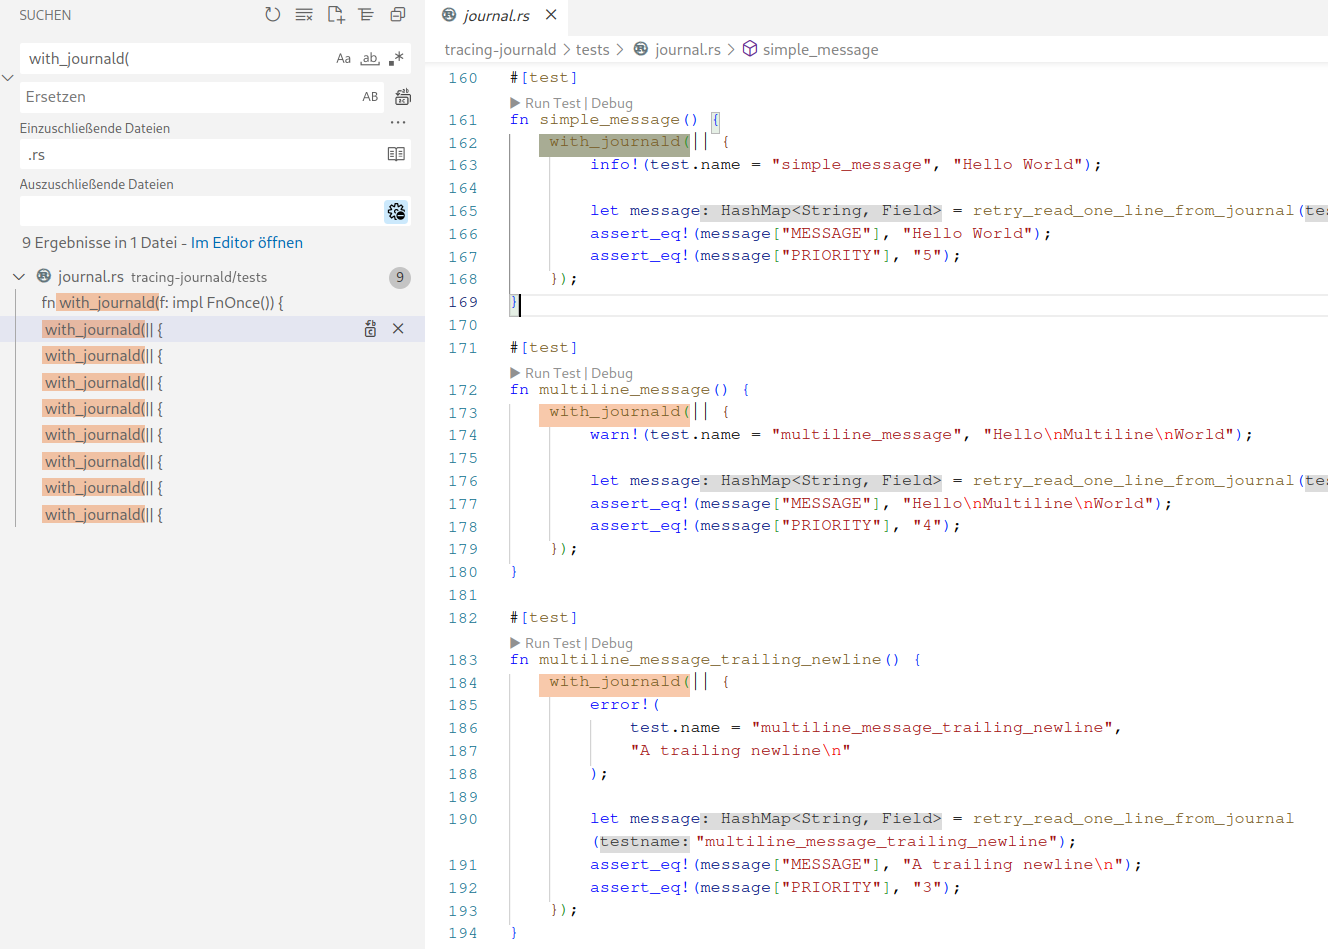 SUCHEN
with_journald(
Aa ab .*
Ersetzen
AB
Einzuschließende Dateien
.rs
Auszuschließende Dateien
9 Ergebnisse in 1 Datei - Im Editor öffnen
journal.rs tracing-journald/tests 9
fn with_journald(f: impl FnOnce()) {
with_journald(|| {
with_journald(|| {
with_journald(|| {
with_journald(|| {
with_journald(|| {
with_journald(|| {
with_journald(|| {
with_journald(|| {
journal.rs
tracing-journald > tests > journal.rs > simple_message
160 #[test]
Run Test | Debug
161 fn simple_message() {
162 with_journald(|| {
163 info!(test.name = "simple_message", "Hello World");
164
165 let message: HashMap<String, Field> = retry_read_one_line_from_journal(te
166 assert_eq!(message["MESSAGE"], "Hello World");
167 assert_eq!(message["PRIORITY"], "5");
168 });
169 }
170
171 #[test]
Run Test | Debug
172 fn multiline_message() {
173 with_journald(|| {
174 warn!(test.name = "multiline_message", "Hello\nMultiline\nWorld");
175
176 let message: HashMap<String, Field> = retry_read_one_line_from_journal(te
177 assert_eq!(message["MESSAGE"], "Hello\nMultiline\nWorld");
178 assert_eq!(message["PRIORITY"], "4");
179 });
180 }
181
182 #[test]
Run Test | Debug
183 fn multiline_message_trailing_newline() {
184 with_journald(|| {
185 error!(
186 test.name = "multiline_message_trailing_newline",
187 "A trailing newline\n"
188 );
189
190 let message: HashMap<String, Field> = retry_read_one_line_from_journal
(testname: "multiline_message_trailing_newline");
191 assert_eq!(message["MESSAGE"], "A trailing newline\n");
192 assert_eq!(message["PRIORITY"], "3");
193 });
194 }